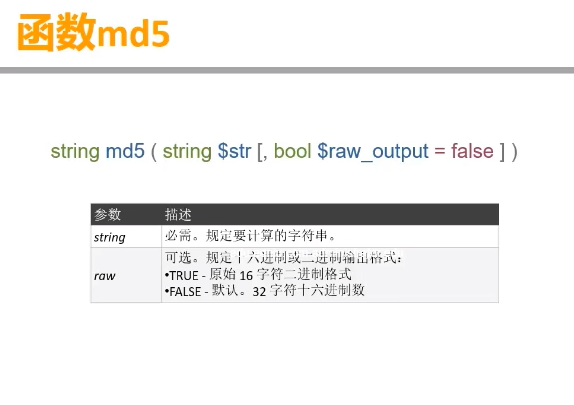 函数md5
string md5 ( string $str [, bool $raw_output = false ] )
参数 描述
string 必需。规定要计算的字符串。
raw 可选。规定十六进制或二进制输出格式：
•TRUE - 原始 16 字符二进制格式
•FALSE - 默认。32 字符十六进制数